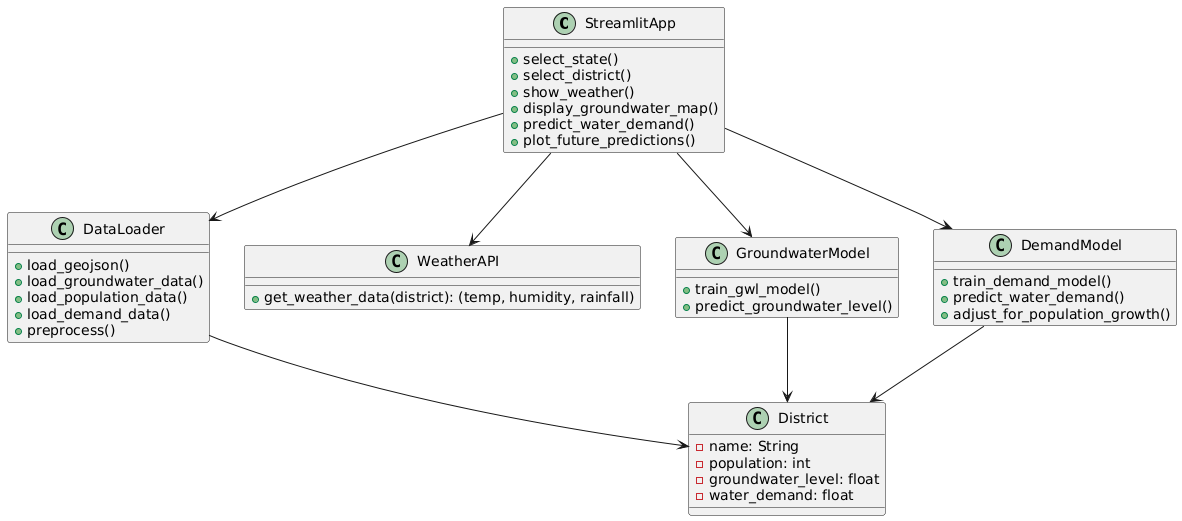 C StreamlitApp
select_state()
select_district()
show_weather()
display_groundwater_map()
predict_water_demand()
plot_future_predictions()
C DataLoader
load_geojson()
load_groundwater_data()
load_population_data()
load_demand_data()
preprocess()
C WeatherAPI
get_weather_data(district): (temp, humidity, rainfall)
C GroundwaterModel
train_gwl_model()
predict_groundwater_level()
C DemandModel
train_demand_model()
predict_water_demand()
adjust_for_population_growth()
C District
name: String
population: int
groundwater_level: float
water_demand: float